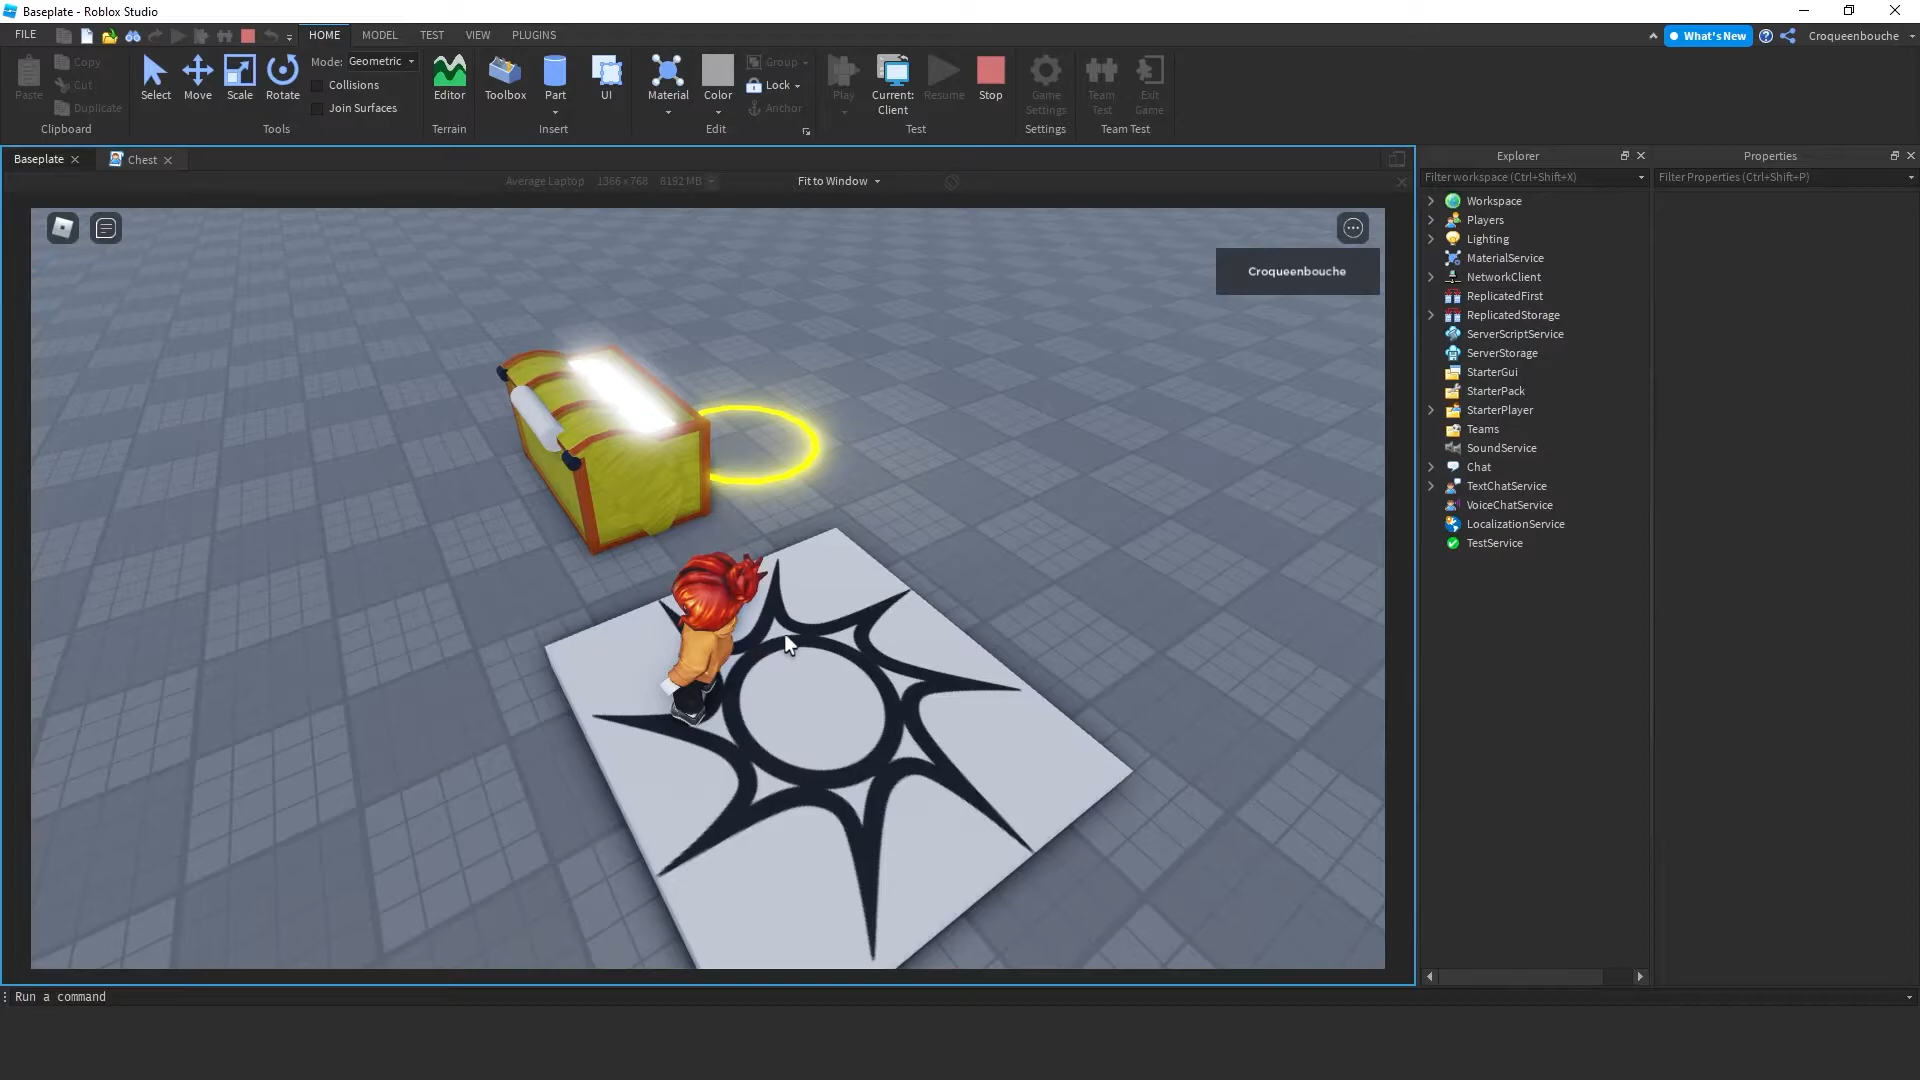 Baseplate - Roblox Studio
FILE
HOME
MODEL
TEST
VIEW
PLUGINS
What's New
Croqueenbouche
Paste
Copy
Cut
Duplicate
Clipboard
Select
Move
Scale
Rotate
Mode: Geometric
Collisions
Join Surfaces
Tools
Editor
Terrain
Toolbox
Part
UI
Insert
Material
Color
Group
Lock
Anchor
Edit
Play
Current:
Client
Resume
Stop
Test
Game
Settings
Settings
Team
Test
Exit
Game
Team Test
Baseplate
Chest
Average Laptop 1366 x 768 8192 MB
Fit to Window
Croqueenbouche
Explorer
Filter workspace (Ctrl+Shift+X)
Workspace
Players
Lighting
MaterialService
NetworkClient
ReplicatedFirst
ReplicatedStorage
ServerScriptService
ServerStorage
StarterGui
StarterPack
StarterPlayer
Teams
SoundService
Chat
TextChatService
VoiceChatService
LocalizationService
TestService
Properties
Filter Properties (Ctrl+Shift+P)
Run a command